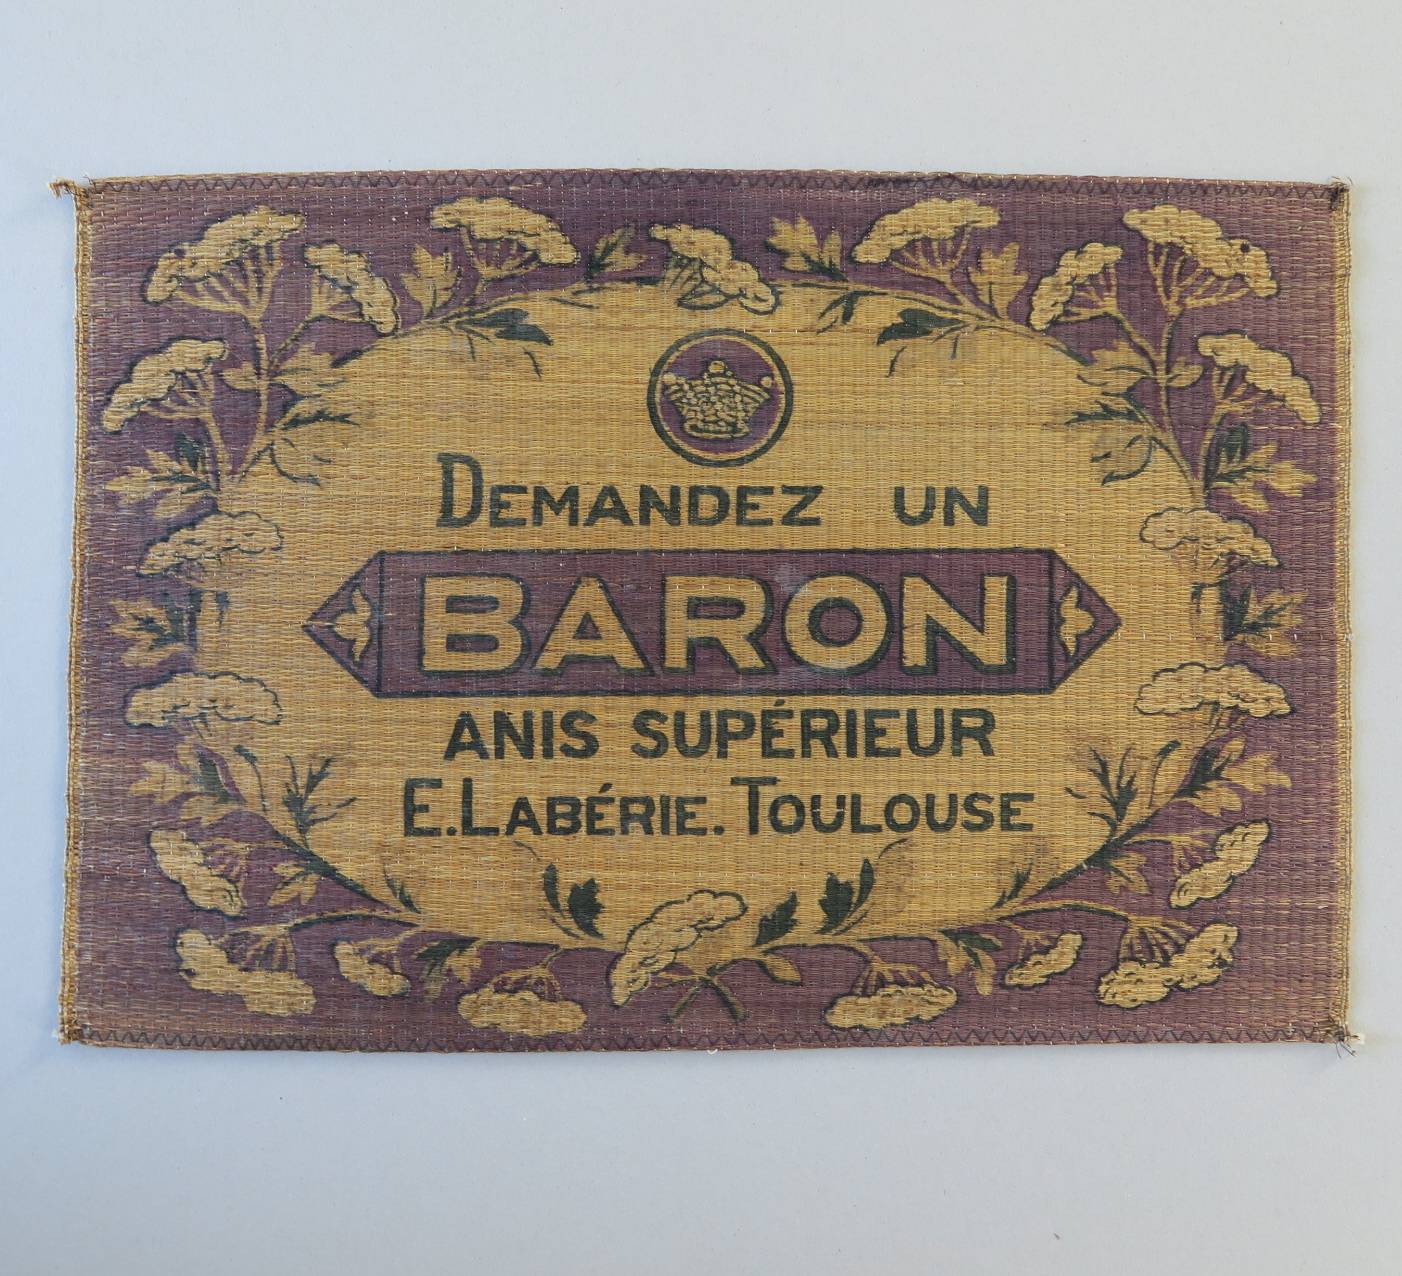 DEMANDEZ UN
BARON
ANIS SUPÉRIEUR
E. LABÉRIE. TOULOUSE